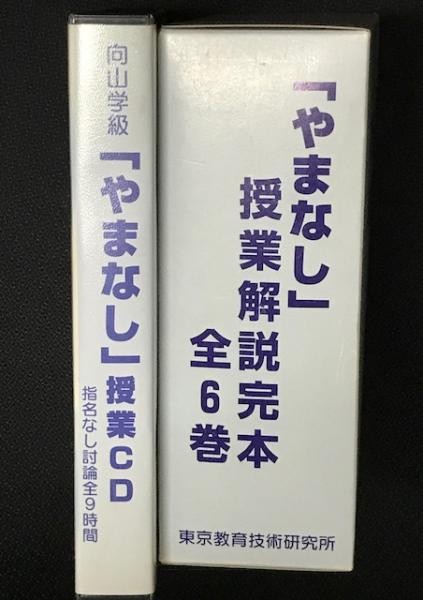 向山学級
「やまなし」授業CD
指名なし討論全9時間
「やまなし」
授業解説完本
全6巻
東京教育技術研究所